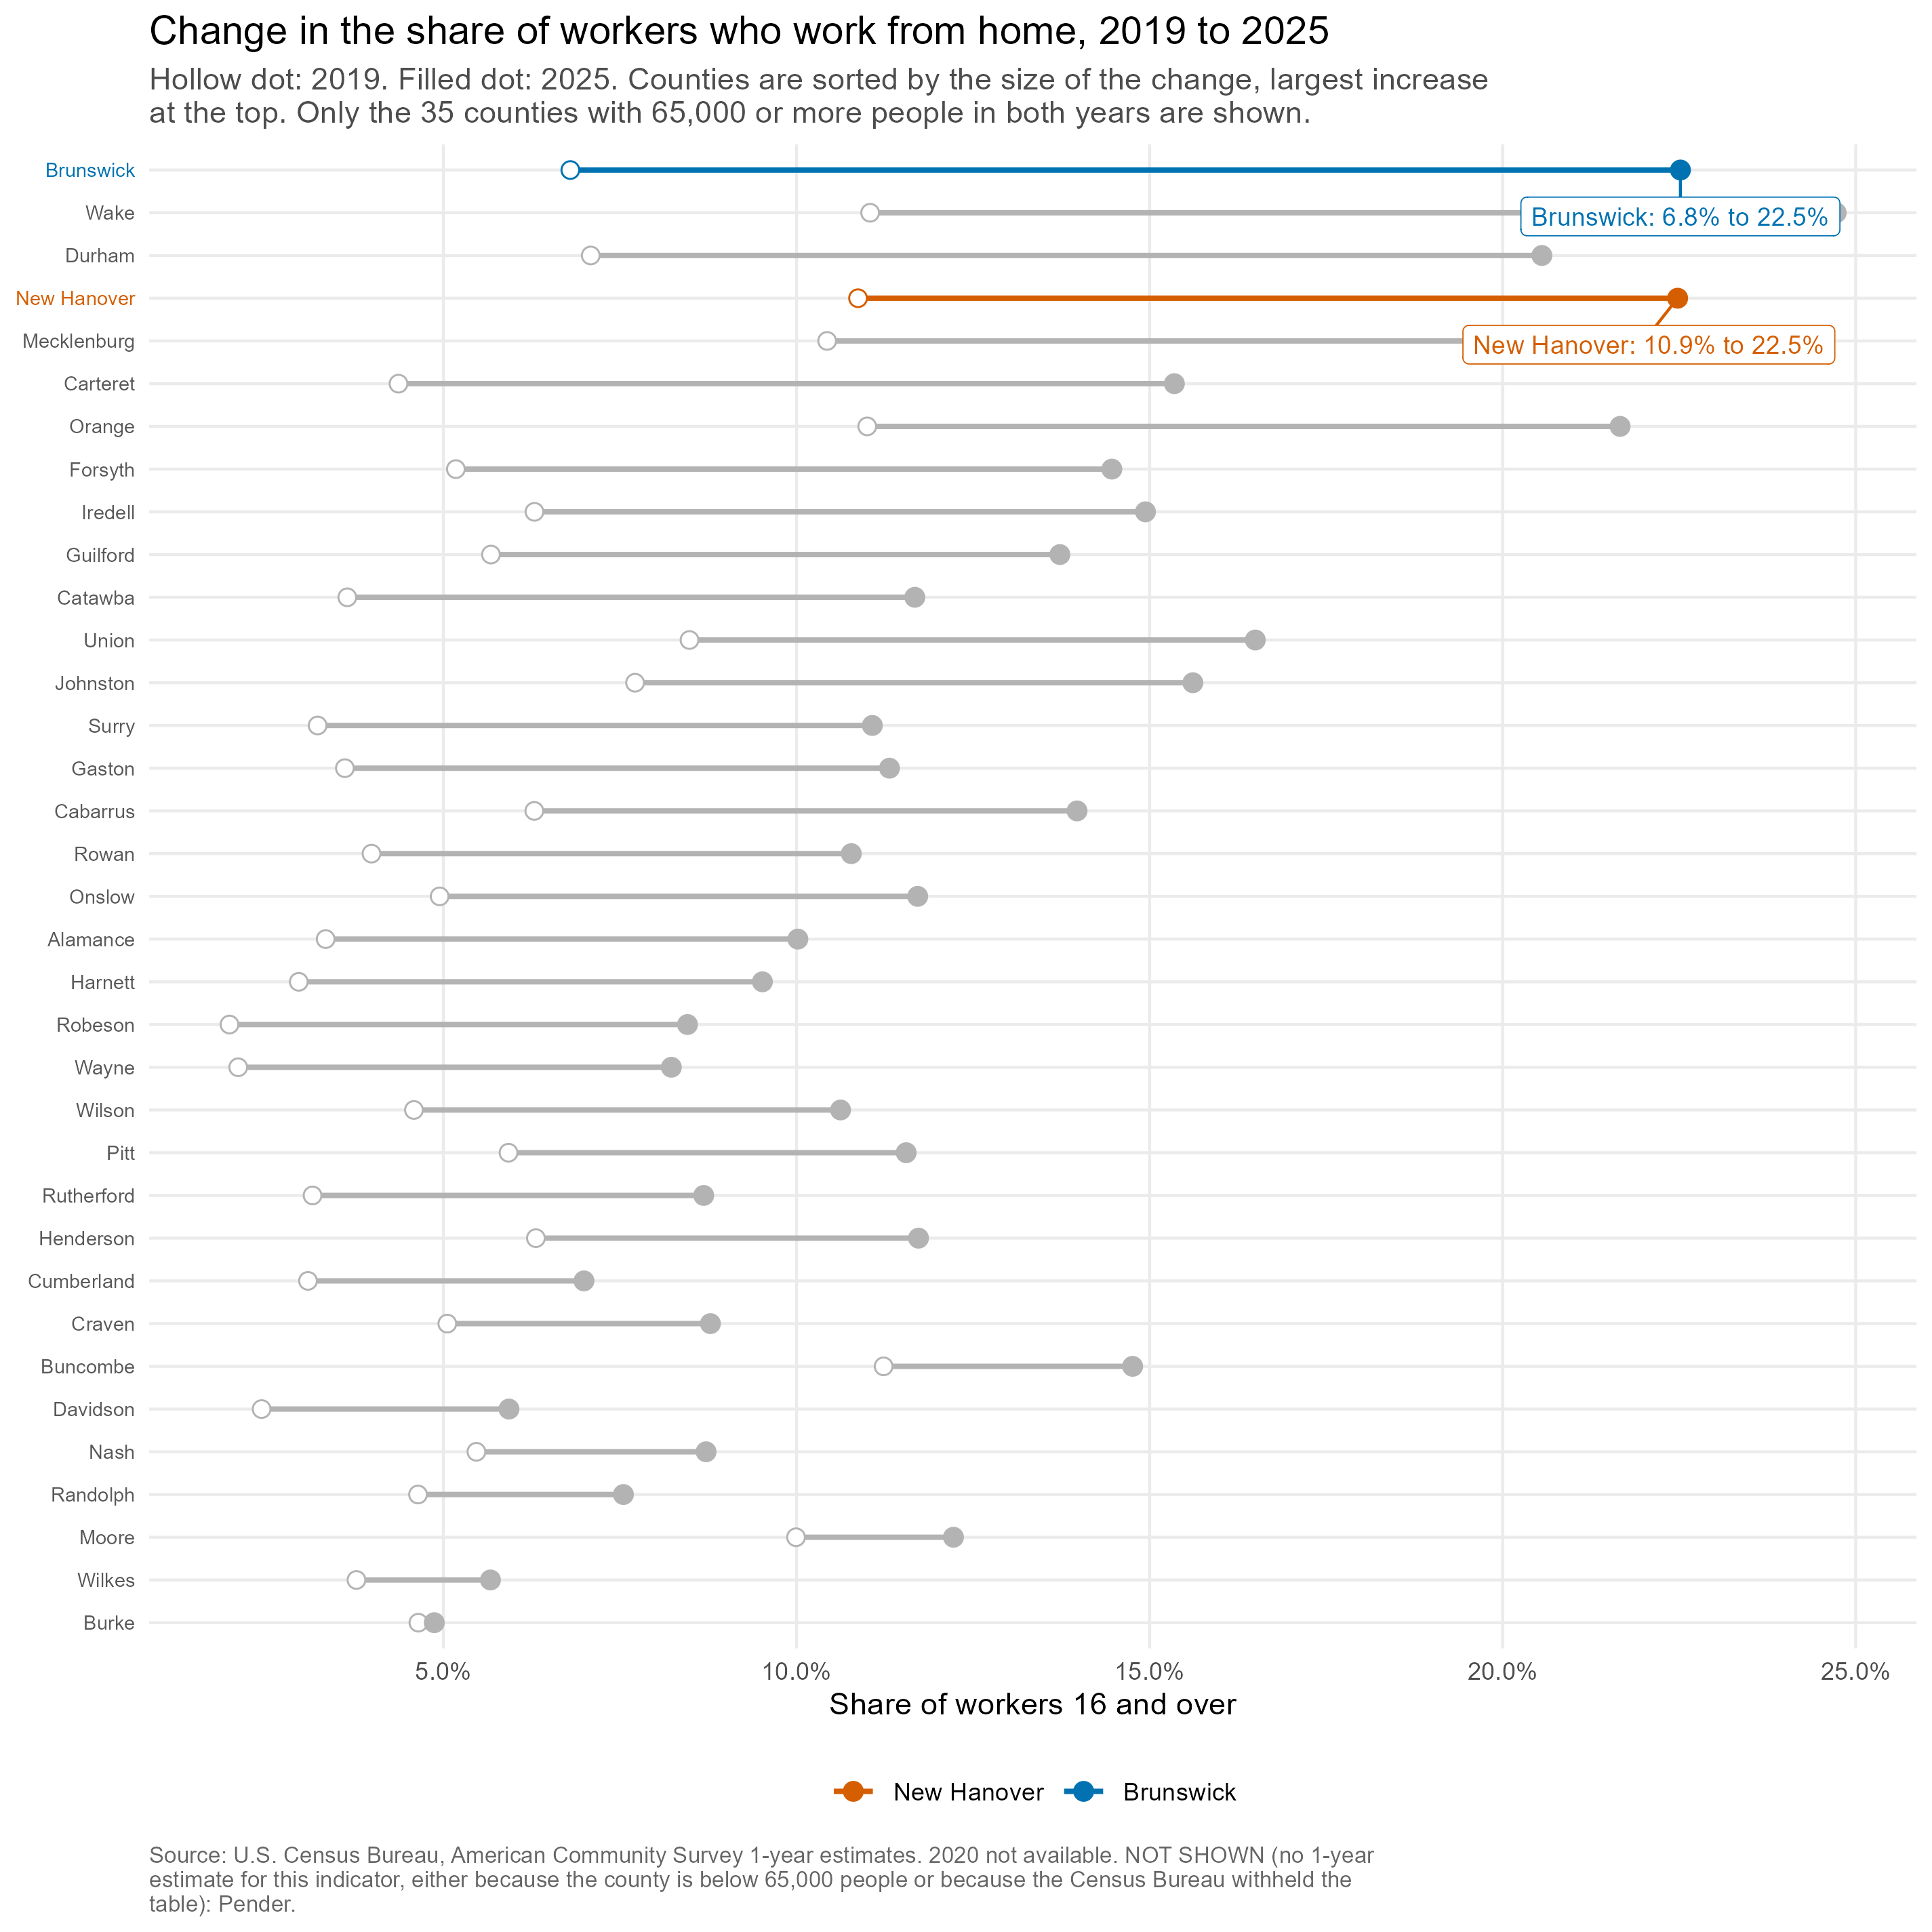 Change in the share of workers who work from home, 2019 to 2025
Hollow dot: 2019. Filled dot: 2025. Counties are sorted by the size of the change, largest increase
at the top. Only the 35 counties with 65,000 or more people in both years are shown.
Brunswick
Wake
Brunswick: 6.8% to 22.5%
Durham
New Hanover
Mecklenburg
New Hanover: 10.9% to 22.5%
Carteret
Orange
Forsyth
Iredell
Guilford
Catawba
Union
Johnston
Surry
Gaston
Cabarrus
Rowan
Onslow
Alamance
Harnett
Robeson
Wayne
Wilson
Pitt
Rutherford
Henderson
Cumberland
Craven
Buncombe
Davidson
Nash
Randolph
Moore
Wilkes
Burke
5.0% 10.0% 15.0% 20.0% 25.0%
Share of workers 16 and over
New Hanover Brunswick
Source: U.S. Census Bureau, American Community Survey 1-year estimates. 2020 not available. NOT SHOWN (no 1-year
estimate for this indicator, either because the county is below 65,000 people or because the Census Bureau withheld the
table): Pender.